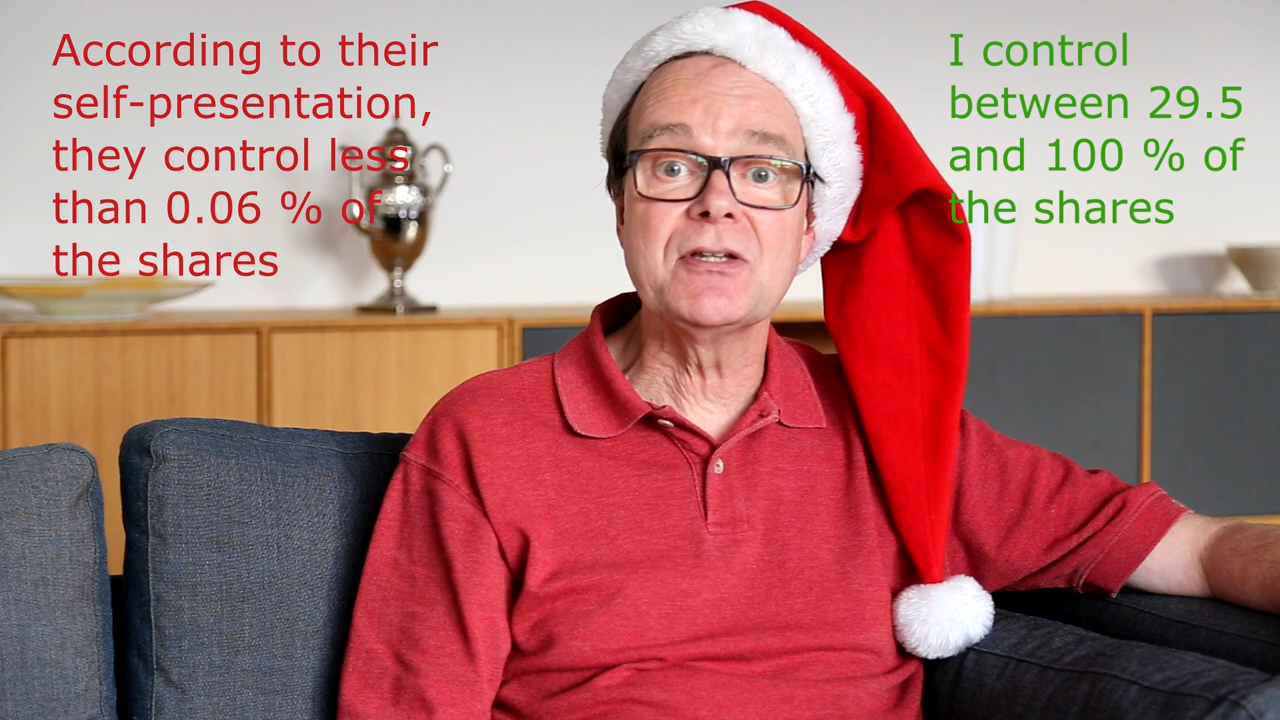 According to their
self-presentation,
they control less
than 0.06 % of
the shares
I control
between 29.5
and 100 % of
the shares